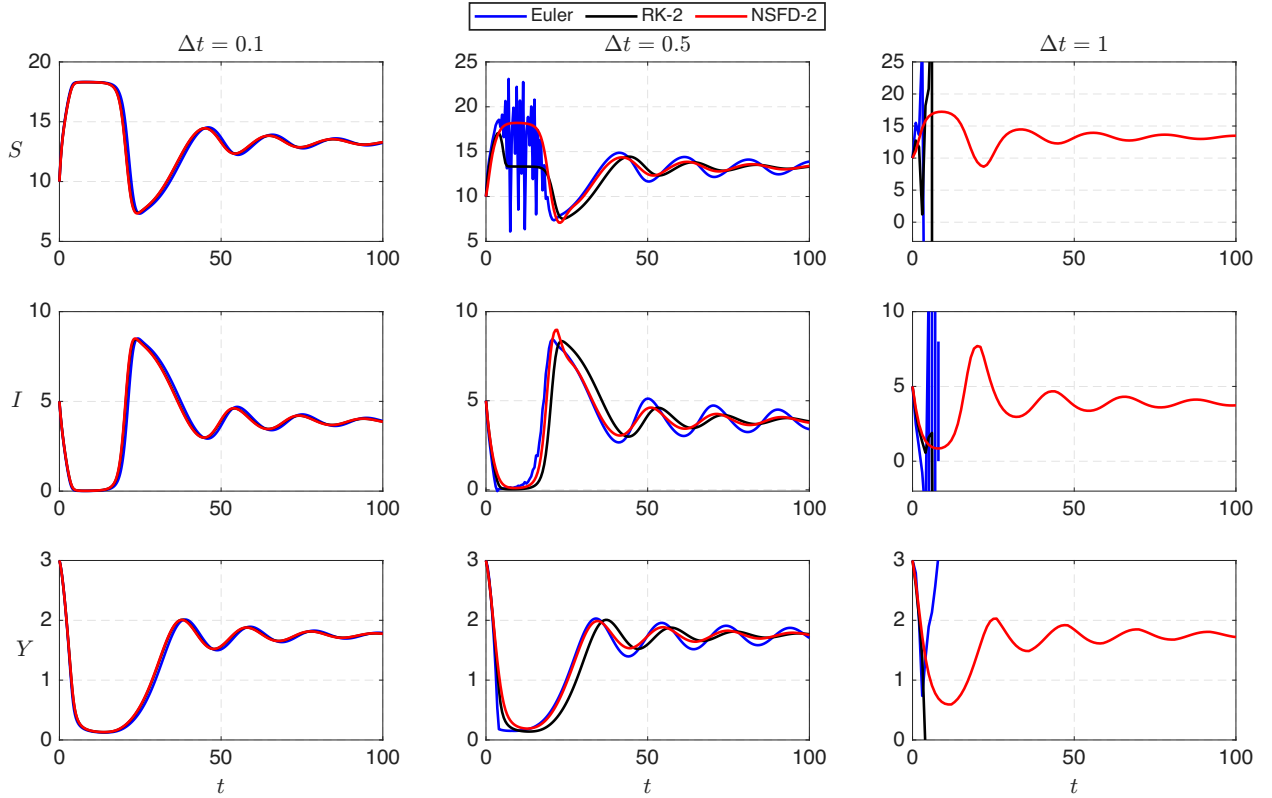 Euler RK-2 NSFD-2
Δt = 0.1 Δt = 0.5 Δt = 1
20 25 25
20
15 20 15
S 15 10
10 10 5
0
5 5
0 50 100 0 50 100 0 50 100
10 10 10
I 5 5 5
0
0 0
0 50 100 0 50 100 0 50 100
3 3 3
2 2 2
Y
1 1 1
0 0 0
0 50 100 0 50 100 0 50 100
t t t